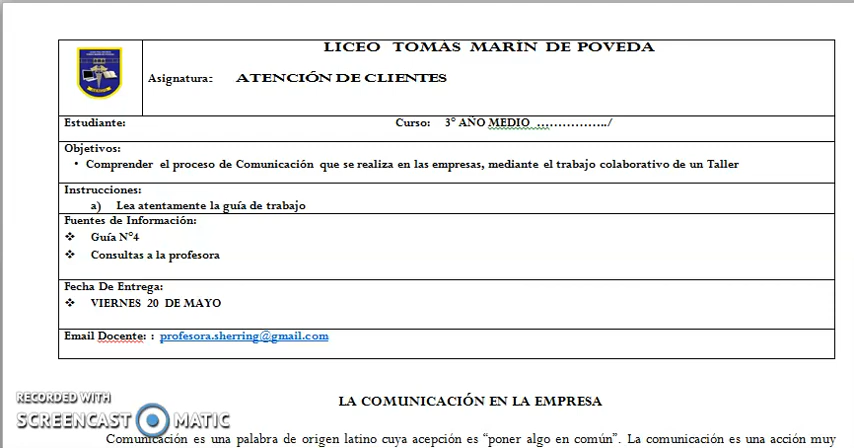 LICEO TOMÁS MARÍN DE POVEDA
Asignatura: ATENCIÓN DE CLIENTES
Estudiante: Curso: 3° AÑO MEDIO ……………../
Objetivos:
• Comprender el proceso de Comunicación que se realiza en las empresas, mediante el trabajo colaborativo de un Taller
Instrucciones:
a) Lea atentamente la guía de trabajo
Fuentes de Información:
❖ Guía N°4
❖ Consultas a la profesora
Fecha De Entrega:
❖ VIERNES 20 DE MAYO
Email Docente: : profesora.sherring@gmail.com
LA COMUNICACIÓN EN LA EMPRESA
RECORDED WITH
SCREENCAST MATIC
Comunicación es una palabra de origen latino cuya acepción es “poner algo en común”. La comunicación es una acción muy